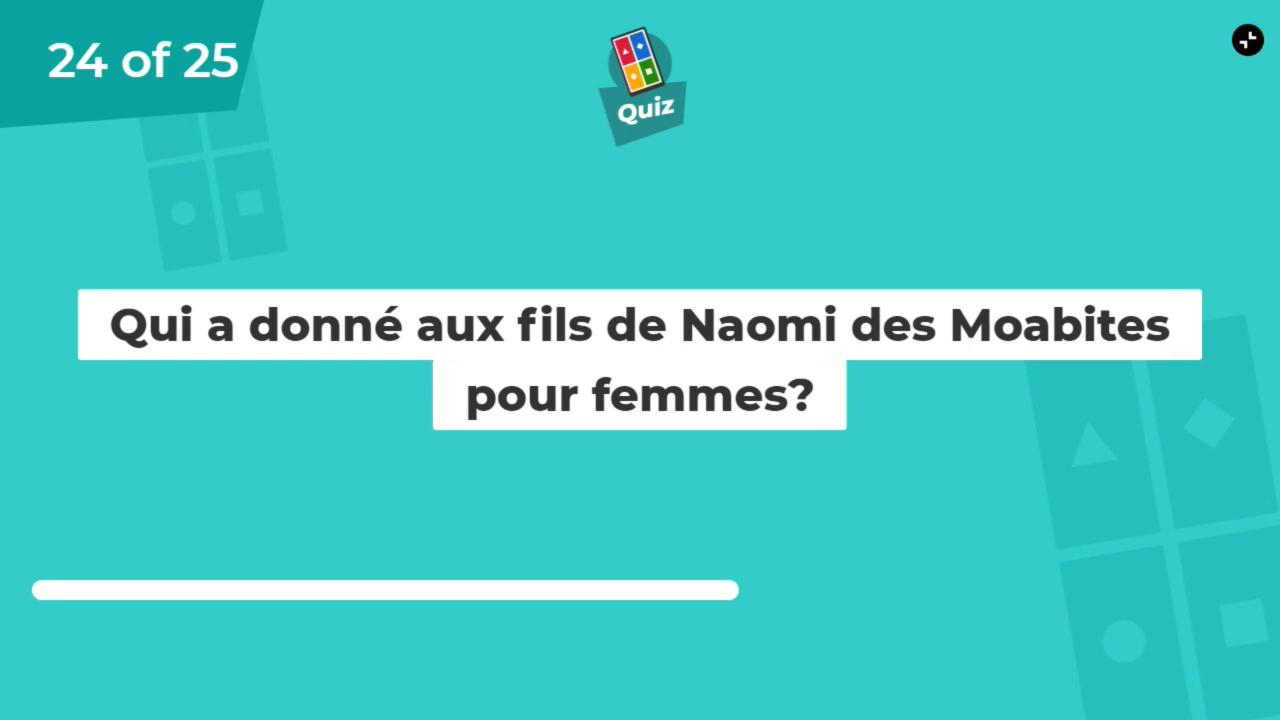 24 of 25
Quiz
Qui a donné aux fils de Naomi des Moabites
pour femmes?